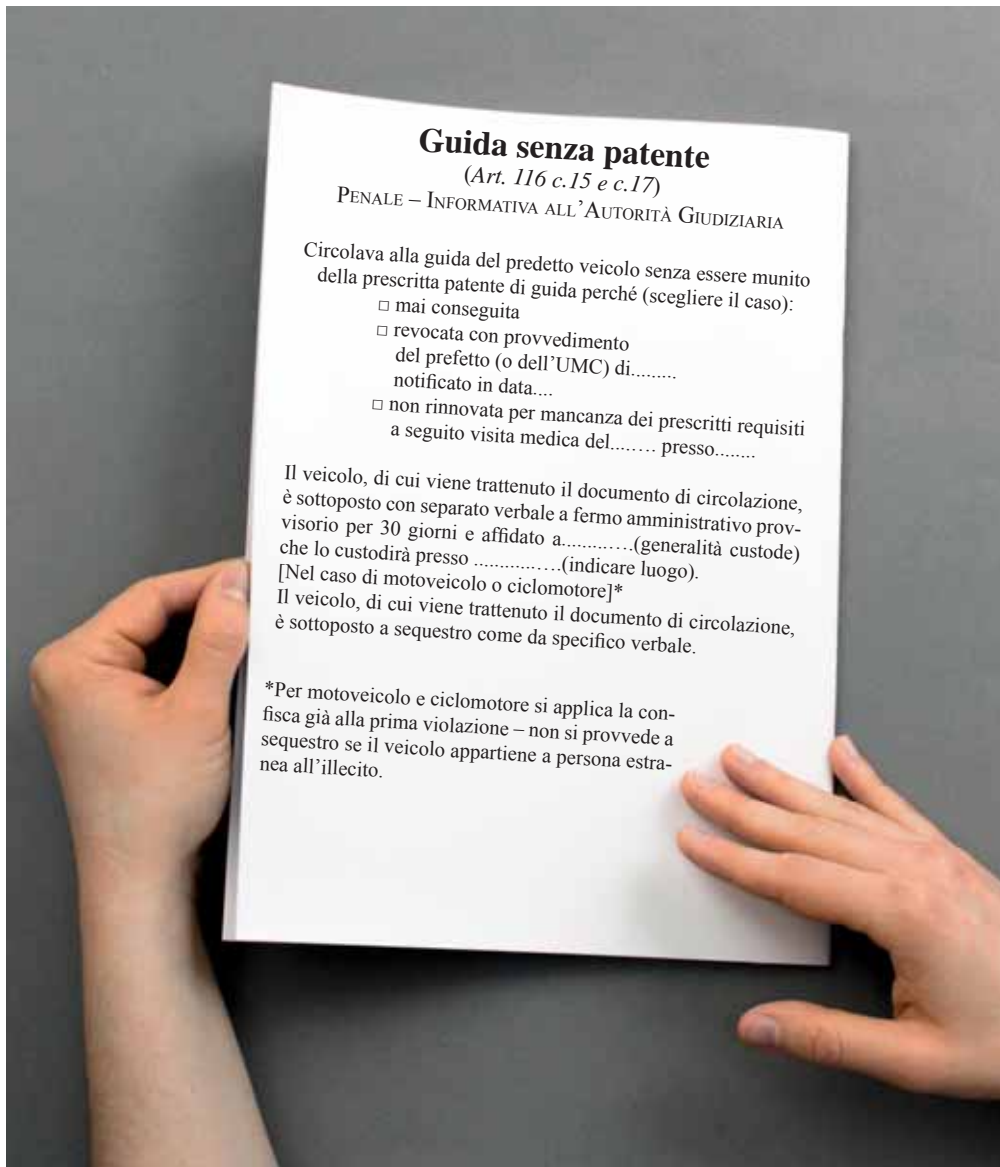 Guida senza patente
(Art. 116 c.15 e c.17)
PENALE – INFORMATIVA ALL'AUTORITÀ GIUDIZIARIA
Circolava alla guida del predetto veicolo senza essere munito
della prescritta patente di guida perché (scegliere il caso):
□ mai conseguita
□ revocata con provvedimento
del prefetto (o dell'UMC) di.........
notificato in data....
□ non rinnovata per mancanza dei prescritti requisiti
a seguito visita medica del........ presso........
Il veicolo, di cui viene trattenuto il documento di circolazione,
è sottoposto con separato verbale a fermo amministrativo prov-
visorio per 30 giorni e affidato a.............(generalità custode)
che lo custodirà presso ...............(indicare luogo).
[Nel caso di motoveicolo o ciclomotore]*
Il veicolo, di cui viene trattenuto il documento di circolazione,
è sottoposto a sequestro come da specifico verbale.
*Per motoveicolo e ciclomotore si applica la con-
fisca già alla prima violazione – non si provvede a
sequestro se il veicolo appartiene a persona estra-
nea all'illecito.